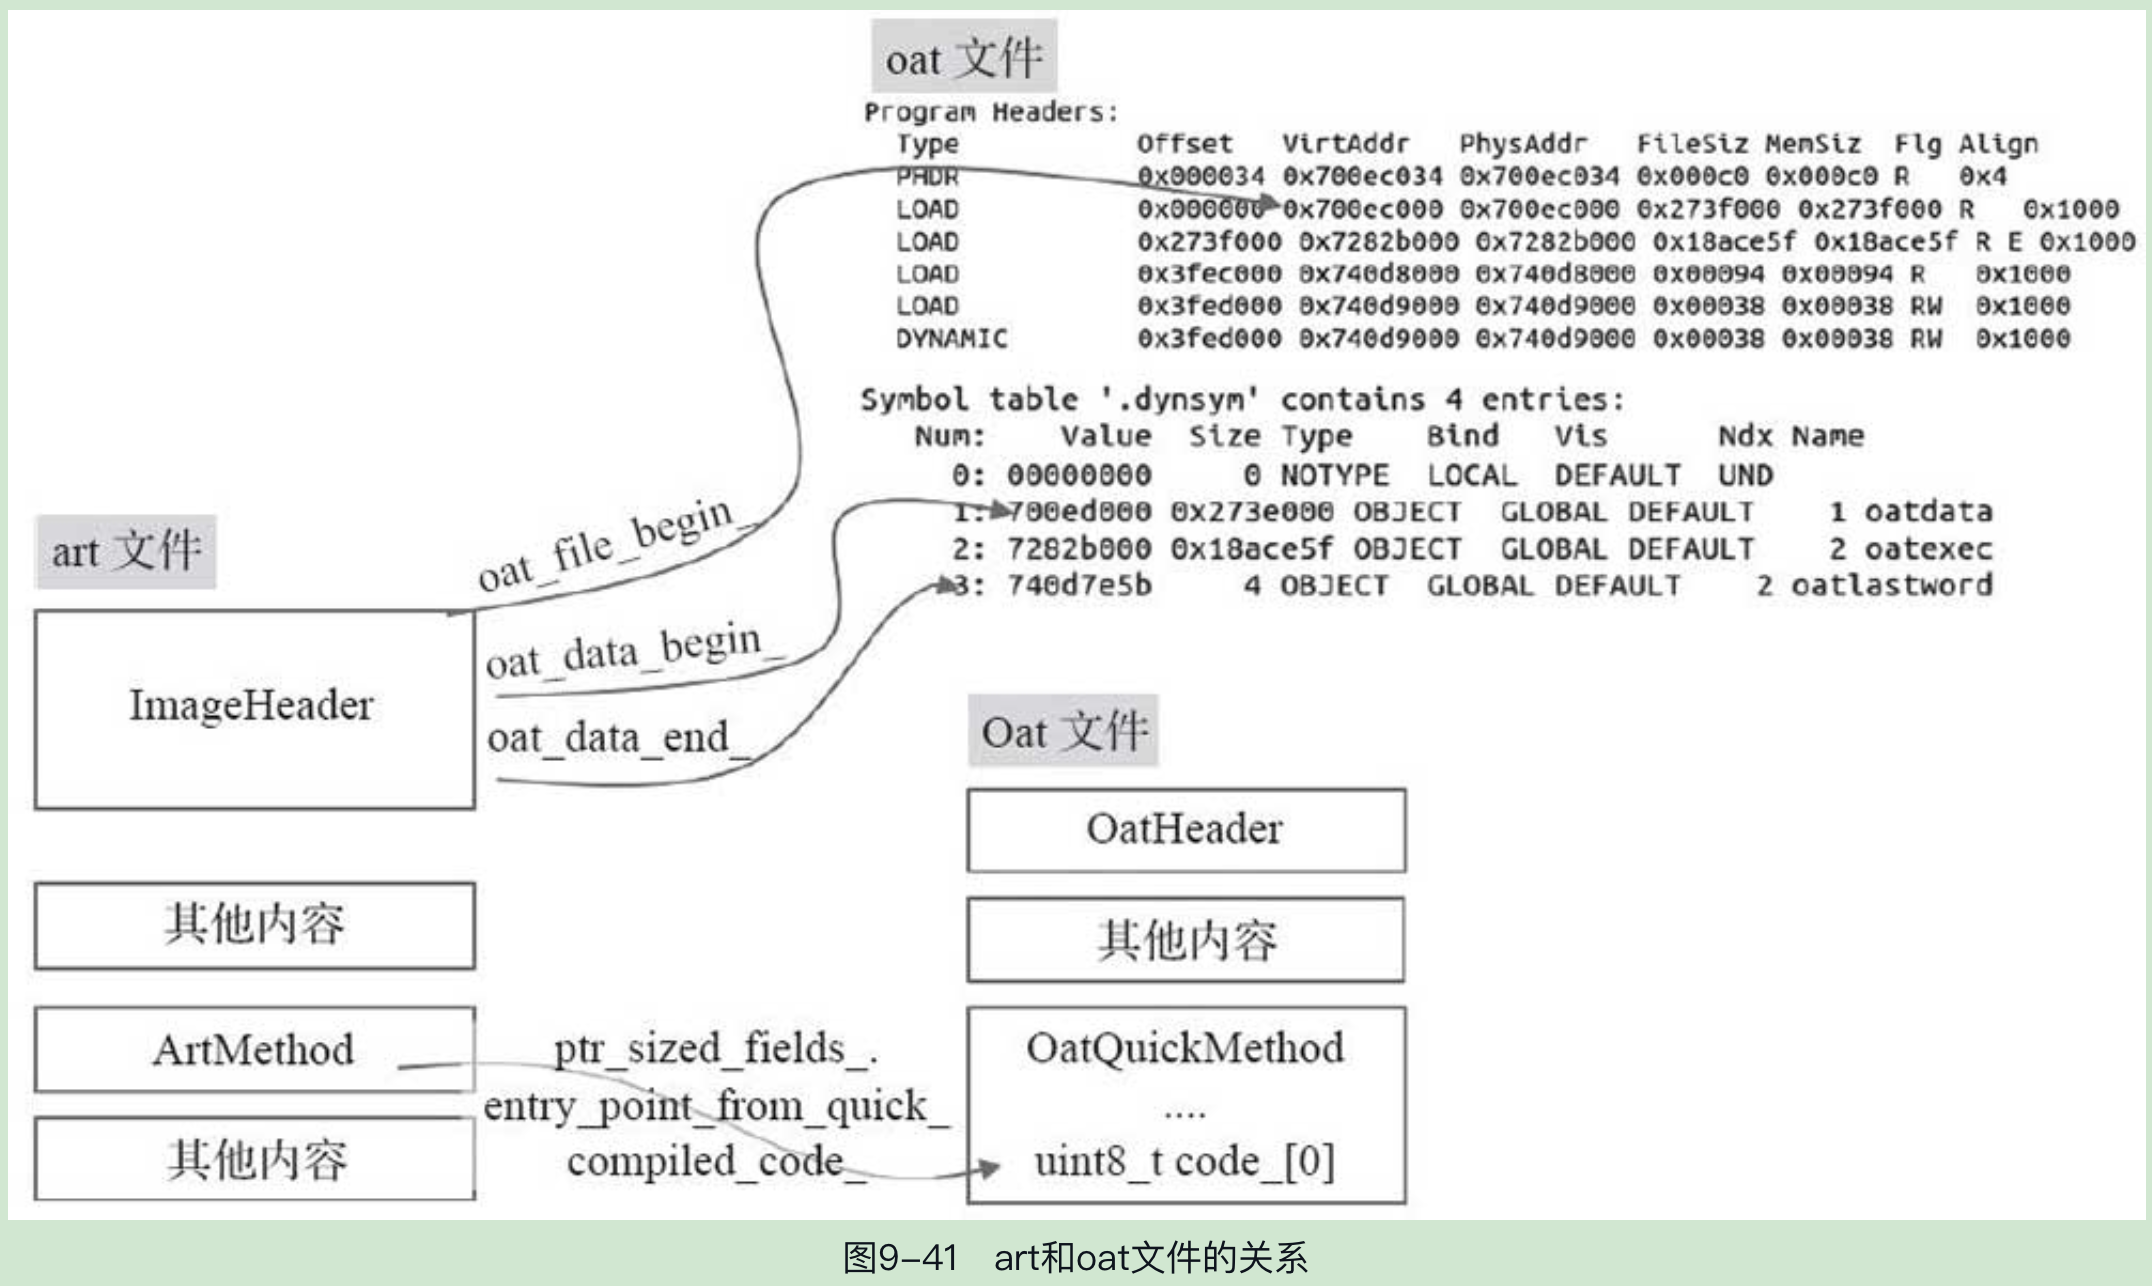 oat 文件
Program Headers:
Type Offset VirtAddr PhysAddr FileSiz MemSiz Flg Align
PHDR 0x000034 0x700ec034 0x700ec034 0x000c0 0x000c0 R 0x4
LOAD 0x000000 0x700ec000 0x700ec000 0x273f000 0x273f000 R 0x1000
LOAD 0x273f000 0x7282b000 0x7282b000 0x18ace5f 0x18ace5f R E 0x1000
LOAD 0x3fec000 0x740d8000 0x740d8000 0x00094 0x00094 R 0x1000
LOAD 0x3fed000 0x740d9000 0x740d9000 0x00038 0x00038 RW 0x1000
DYNAMIC 0x3fed000 0x740d9000 0x740d9000 0x00038 0x00038 RW 0x1000
Symbol table '.dynsym' contains 4 entries:
Num: Value Size Type Bind Vis Ndx Name
0: 00000000 0 NOTYPE LOCAL DEFAULT UND
1: 700ed000 0x273e000 OBJECT GLOBAL DEFAULT 1 oatdata
2: 7282b000 0x18ace5f OBJECT GLOBAL DEFAULT 2 oatexec
3: 740d7e5b 4 OBJECT GLOBAL DEFAULT 2 oatlastword
art 文件
ImageHeader
oat_file_begin_
oat_data_begin_
oat_data_end_
其他内容
ArtMethod
其他内容
ptr_sized_fields_.
entry_point_from_quick_
compiled_code_
Oat 文件
OatHeader
其他内容
OatQuickMethod
....
uint8_t code_[0]
图9-41 art和oat文件的关系